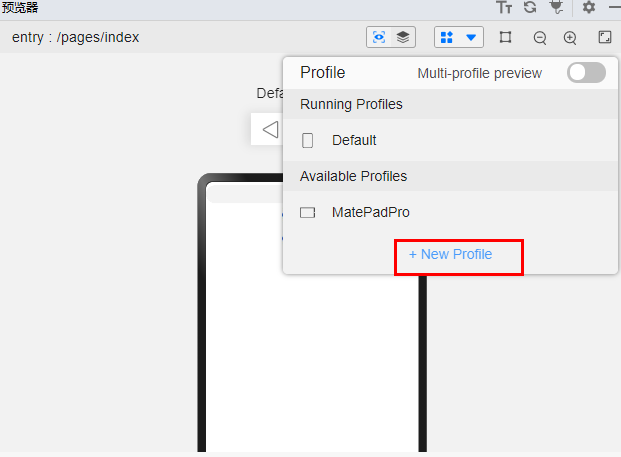 预览器
entry : /pages/index
Profile
Multi-profile preview
Running Profiles
Default
Available Profiles
MatePadPro
+ New Profile
Defa